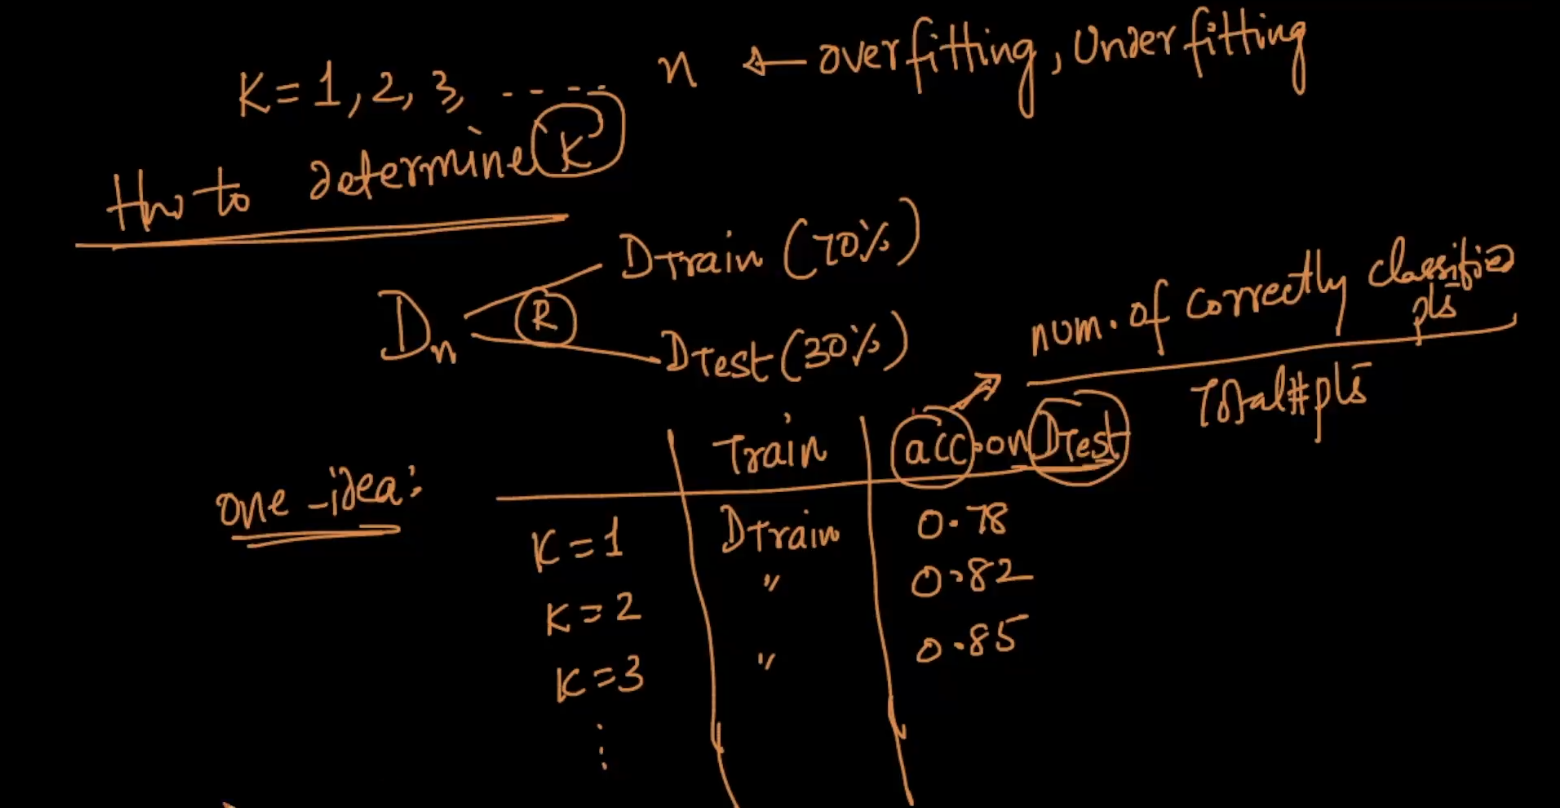 K=1,2,3, ..... n ← overfitting, Underfitting
How to determine K
Dn R DTrain (70%)
DTest (30%)
num. of correctly classified pts
Total # pts
one-idea:
Train acc. on DTest
K=1 DTrain 0.78
K=2 " 0.82
K=3 " 0.85
⋮